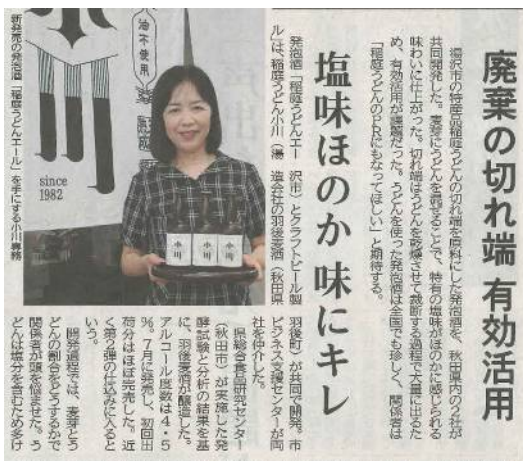 廃棄の切れ端 有効活用
塩味ほのか 味にキレ
湯沢市の特産品稲庭うどんの切れ端を原料にした発泡酒を、秋田県内の2社が
共同開発した。麦芽にうどんを混ぜることで、特有の塩味がほのかに感じられる
味わいに仕上がった。切れ端はうどんを乾燥させて裁断する過程で大量に出るた
め、有効活用が課題だった。うどんを使った発泡酒は全国でも珍しく、関係者は
「稲庭うどんのPRにもなってほしい」と期待する。
発泡酒「稲庭うどんエー
ル」は、稲庭うどん小川（湯
沢市）とクラフトビール製
造会社の羽後麦酒（秋田県
羽後町）が共同で開発。市
ビジネス支援センターが両
社を仲介した。
県総合食品研究センター
（秋田市）が実施した発
酵試験と分析の結果を基
に、羽後麦酒が醸造した。
アルコール度数は4・5
%。7月に発売し、初回出
荷分はほぼ完売した。近
く第2弾の仕込みに入ると
いう。
開発過程では、麦芽とう
どんの割合をどうするかで
関係者が頭を悩ませた。う
どんは塩分を含むため多け
油不使用
since
1982
小川
小川
小川
新発売の発泡酒「稲庭うどんエール」を手にする小川専務